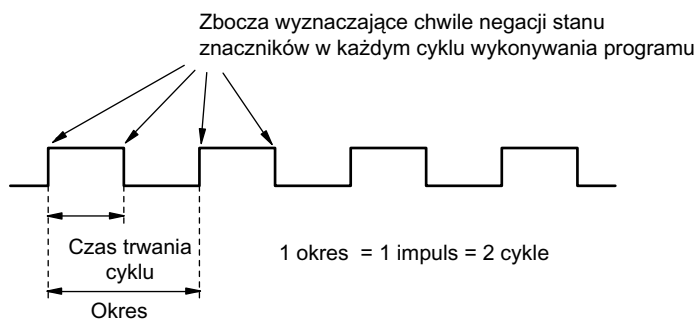 Zbocza wyznaczające chwile negacji stanu
znaczników w każdym cyklu wykonywania programu
Czas trwania
cyklu
1 okres = 1 impuls = 2 cykle
Okres